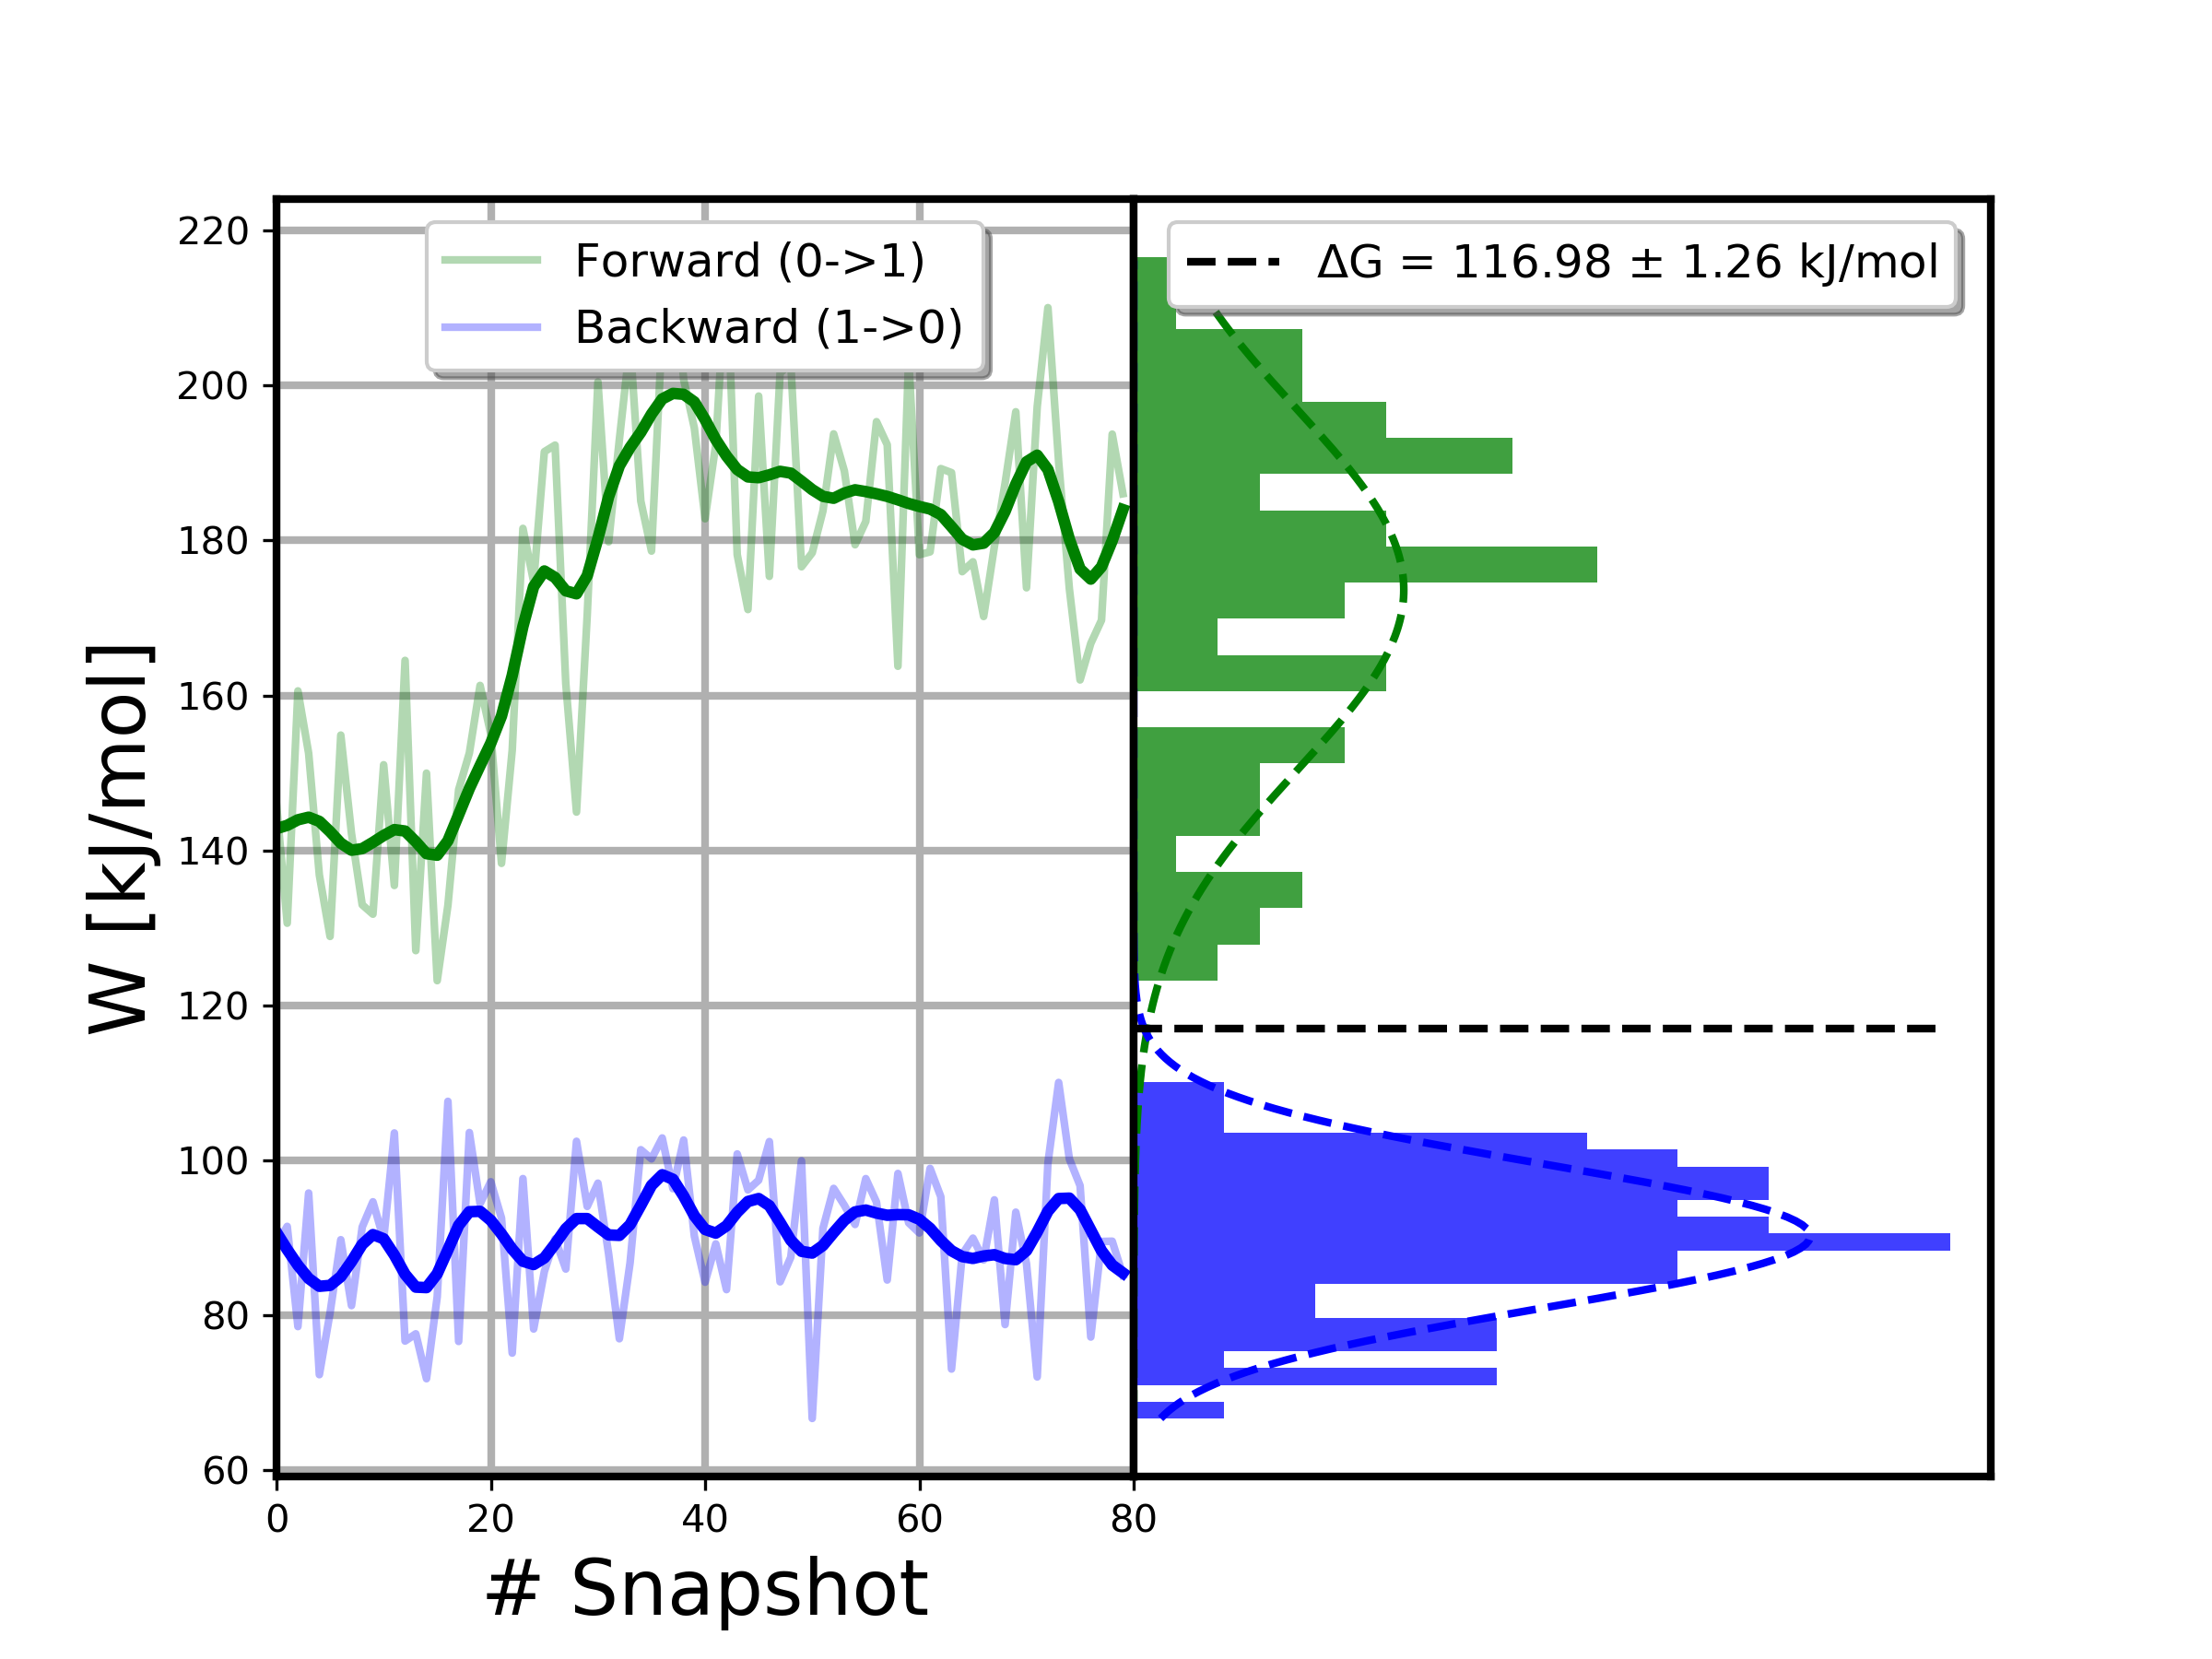 Forward (0->1)
Backward (1->0)
ΔG = 116.98 ± 1.26 kJ/mol
W [kJ/mol]
220
200
180
160
140
120
100
80
60
0 20 40 60 80
# Snapshot